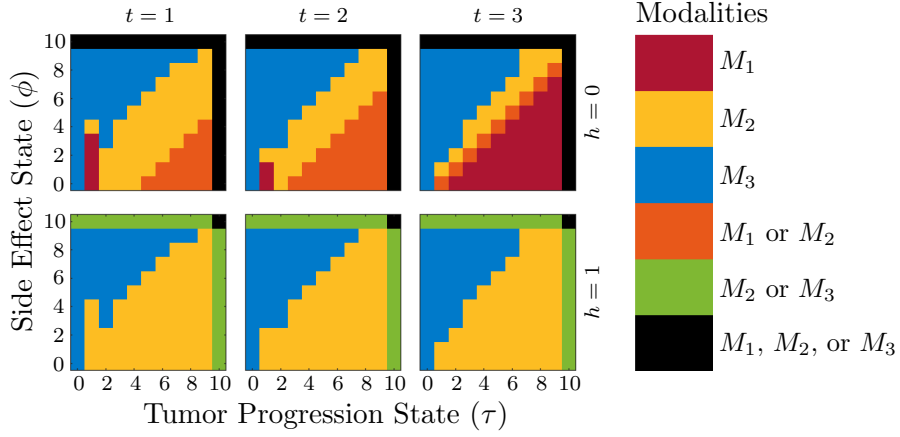 t = 1
t = 2
t = 3
Modalities
Side Effect State (ϕ)
10
8
6
4
2
0
h = 0
10
8
6
4
2
0
h = 1
0 2 4 6 8 10
0 2 4 6 8 10
0 2 4 6 8 10
Tumor Progression State (τ)
M₁
M₂
M₃
M₁ or M₂
M₂ or M₃
M₁, M₂, or M₃